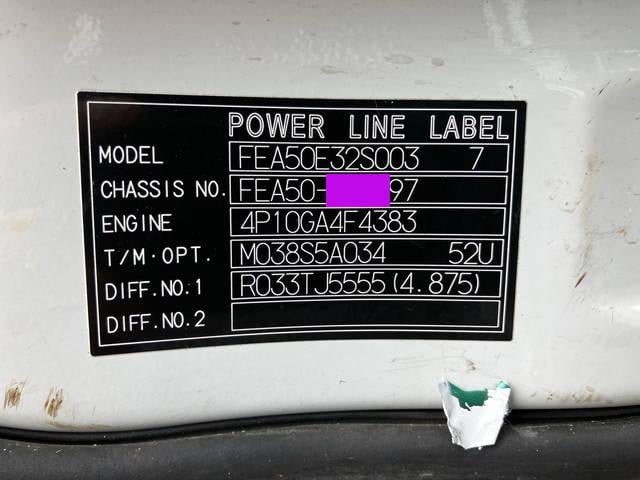 POWER LINE LABEL
MODEL FEA50E32S003 7
CHASSIS NO. FEA50- 97
ENGINE 4P10GA4F4383
T/M·OPT. M038S5A034 52U
DIFF.NO.1 R033TJ5555(4.875)
DIFF.NO.2